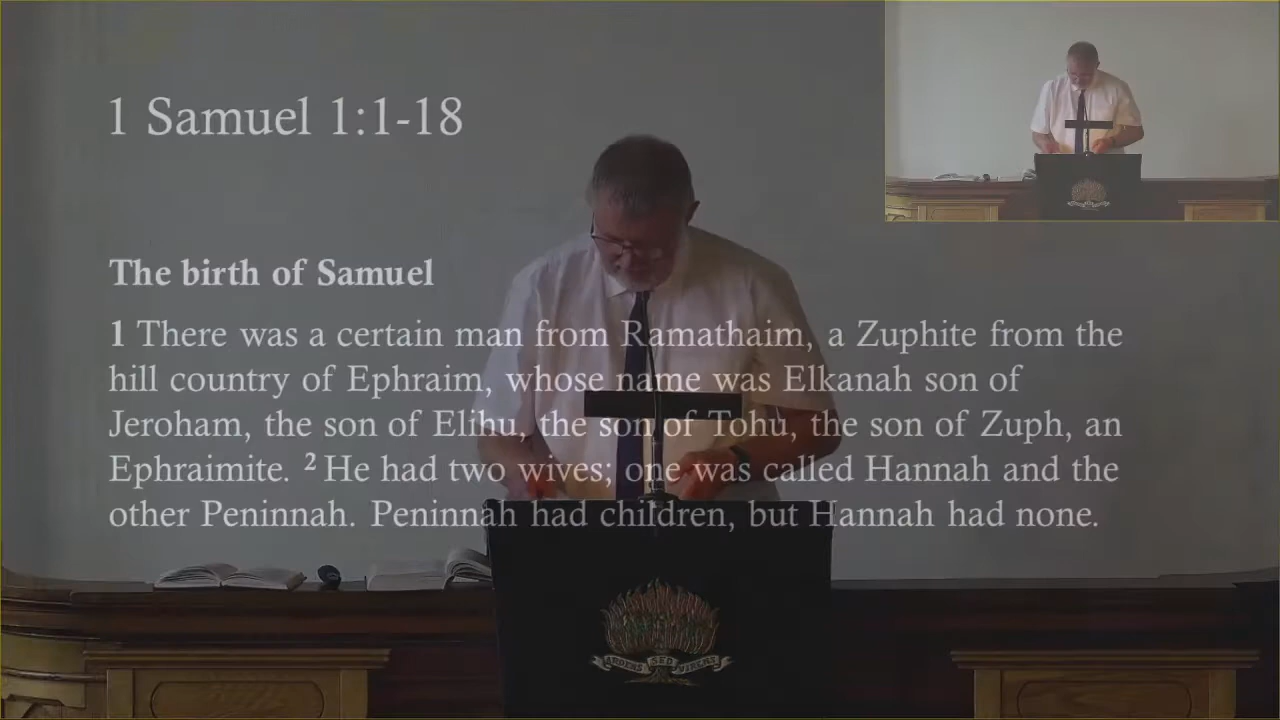 1 Samuel 1:1-18
The birth of Samuel
1 There was a certain man from Ramathaim, a Zuphite from the
hill country of Ephraim, whose name was Elkanah son of
Jeroham, the son of Elihu, the son of Tohu, the son of Zuph, an
Ephraimite. ² He had two wives; one was called Hannah and the
other Peninnah. Peninnah had children, but Hannah had none.
ARDENS SED VIRENS